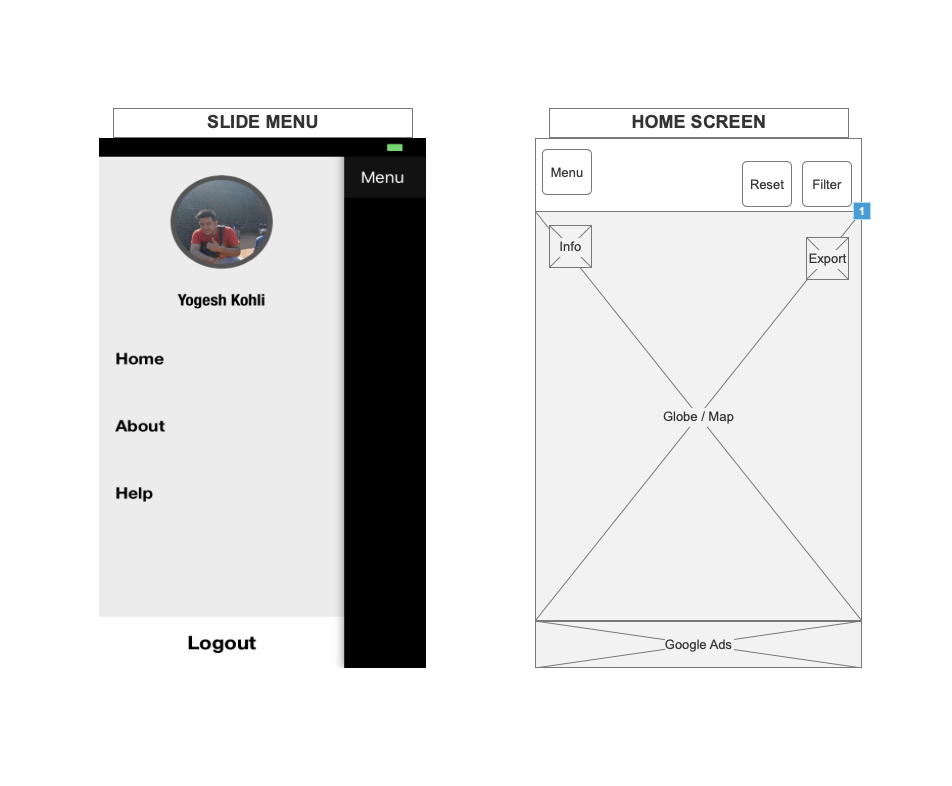 SLIDE MENU
Menu
Yogesh Kohli
Home
About
Help
Logout
HOME SCREEN
Menu
Reset
Filter
1
Info
Export
Globe / Map
Google Ads